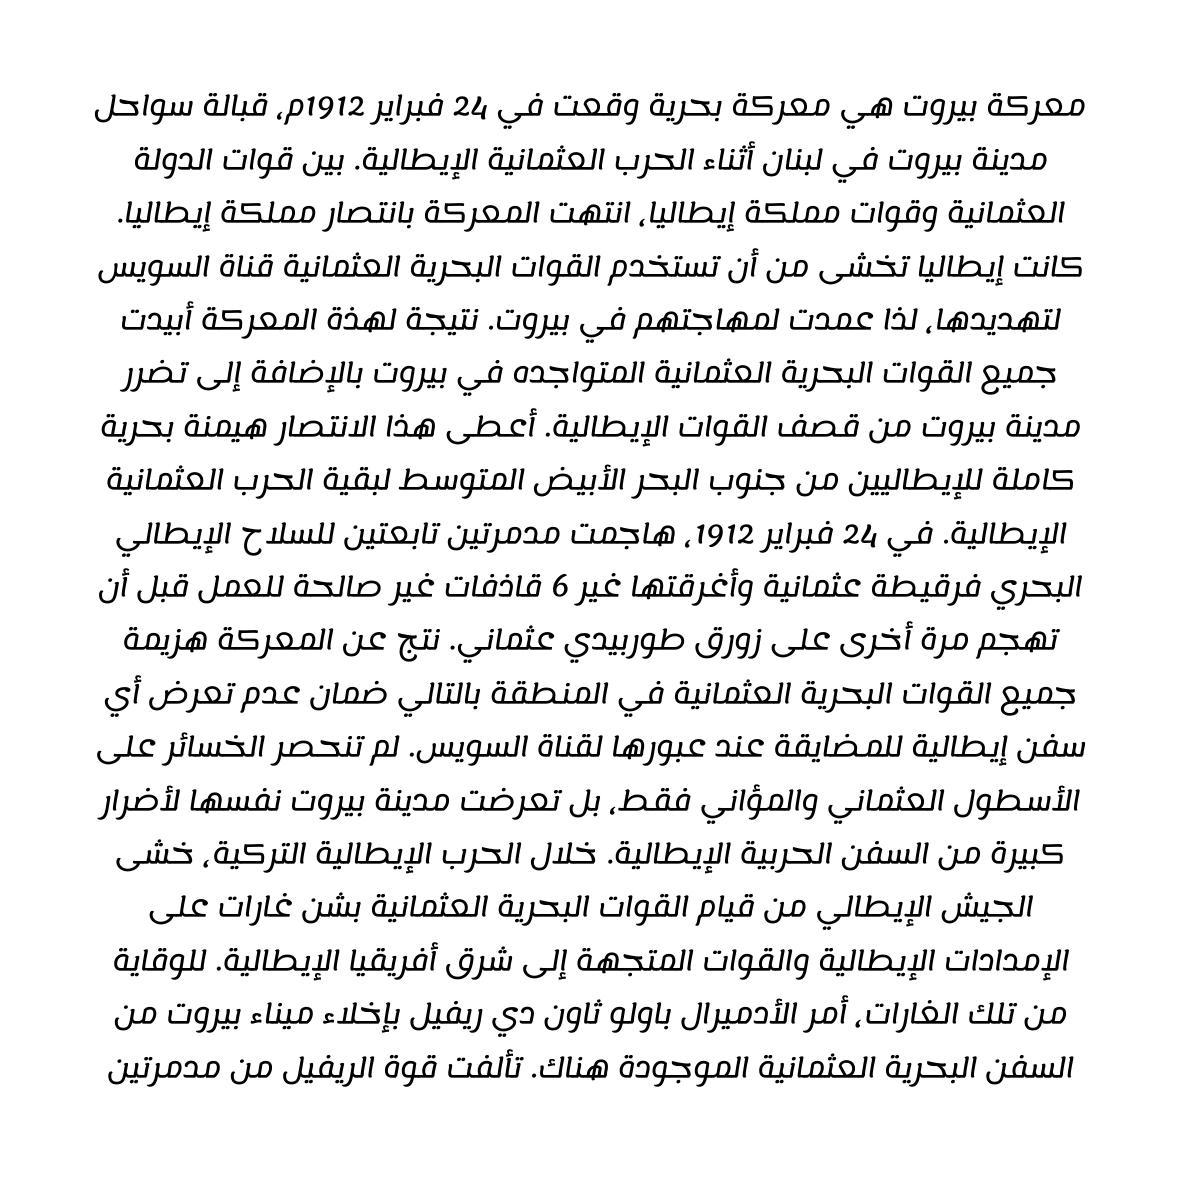 معركة بيروت هي معركة بحرية وقعت في 24 فبراير 1912م، قبالة سواحل
مدينة بيروت في لبنان أثناء الحرب العثمانية الإيطالية. بين قوات الدولة
العثمانية وقوات مملكة إيطاليا، انتهت المعركة بانتصار مملكة إيطاليا.
كانت إيطاليا تخشى من أن تستخدم القوات البحرية العثمانية قناة السويس
لتهديدها، لذا عمدت لمهاجتهم في بيروت. نتيجة لهذة المعركة أبيدت
جميع القوات البحرية العثمانية المتواجده في بيروت بالإضافة إلى تضرر
مدينة بيروت من قصف القوات الإيطالية. أعطى هذا الانتصار هيمنة بحرية
كاملة للإيطاليين من جنوب البحر الأبيض المتوسط لبقية الحرب العثمانية
الإيطالية. في 24 فبراير 1912، هاجمت مدمرتين تابعتين للسلاح الإيطالي
البحري فرقيطة عثمانية وأغرقتها غير 6 قاذفات غير صالحة للعمل قبل أن
تهجم مرة أخرى على زورق طوربيدي عثماني. نتج عن المعركة هزيمة
جميع القوات البحرية العثمانية في المنطقة بالتالي ضمان عدم تعرض أي
سفن إيطالية للمضايقة عند عبورها لقناة السويس. لم تنحصر الخسائر على
الأسطول العثماني والمؤاني فقط، بل تعرضت مدينة بيروت نفسها لأضرار
كبيرة من السفن الحربية الإيطالية. خلال الحرب الإيطالية التركية، خشى
الجيش الإيطالي من قيام القوات البحرية العثمانية بشن غارات على
الإمدادات الإيطالية والقوات المتجهة إلى شرق أفريقيا الإيطالية. للوقاية
من تلك الغارات، أمر الأدميرال باولو ثاون دي ريفيل بإخلاء ميناء بيروت من
السفن البحرية العثمانية الموجودة هناك. تألفت قوة الريفيل من مدمرتين